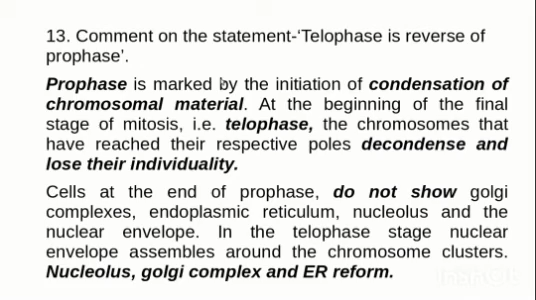 13. Comment on the statement-‘Telophase is reverse of
prophase’.
Prophase is marked by the initiation of condensation of
chromosomal material. At the beginning of the final
stage of mitosis, i.e. telophase, the chromosomes that
have reached their respective poles decondense and
lose their individuality.
Cells at the end of prophase, do not show golgi
complexes, endoplasmic reticulum, nucleolus and the
nuclear envelope. In the telophase stage nuclear
envelope assembles around the chromosome clusters.
Nucleolus, golgi complex and ER reform.